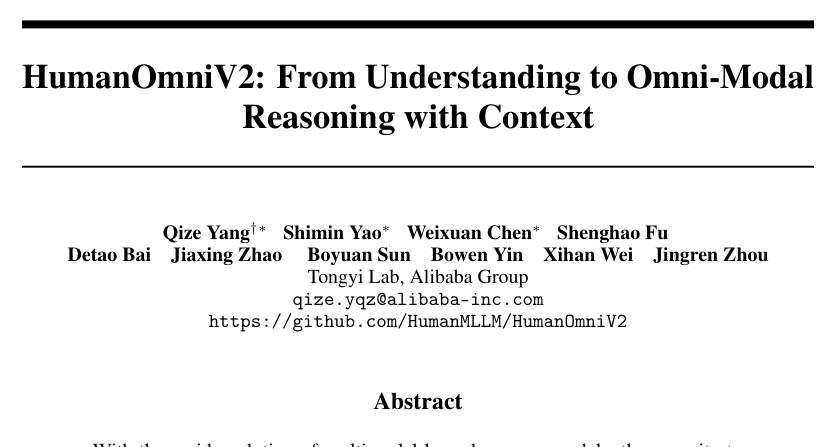 HumanOmniV2: From Understanding to Omni-Modal
Reasoning with Context
Qize Yang†* Shimin Yao* Weixuan Chen* Shenghao Fu
Detao Bai Jiaxing Zhao Boyuan Sun Bowen Yin Xihan Wei Jingren Zhou
Tongyi Lab, Alibaba Group
qize.yqz@alibaba-inc.com
https://github.com/HumanMLLM/HumanOmniV2
Abstract